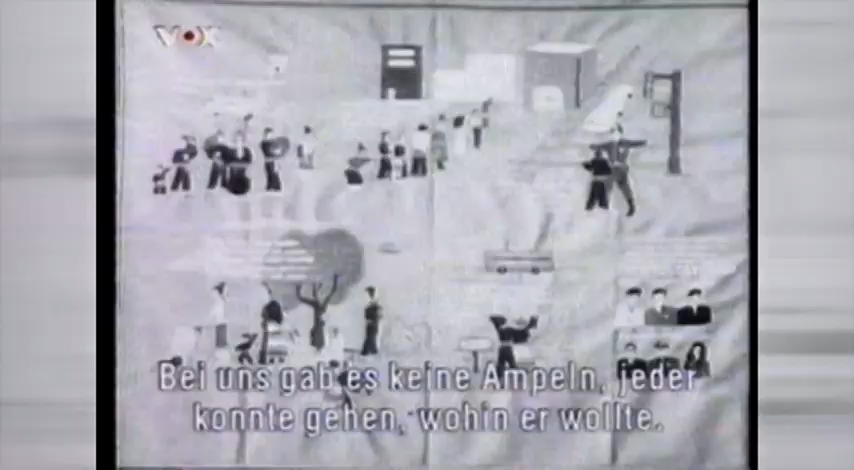 VOX
Bei uns gab es keine Ampeln, jeder
konnte gehen, wohin er wollte.